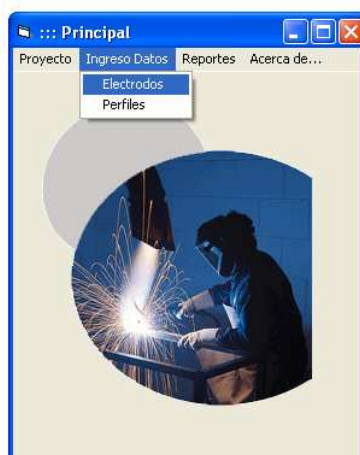 ::: Principal
Proyecto Ingreso Datos Reportes Acerca de...
Electrodos
Perfiles